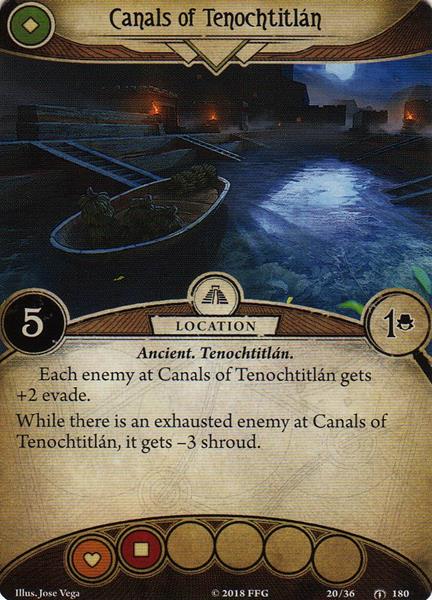 Canals of Tenochtitlán
5
LOCATION
1
Ancient. Tenochtitlán.
Each enemy at Canals of Tenochtitlán gets
+2 evade.
While there is an exhausted enemy at Canals of
Tenochtitlán, it gets –3 shroud.
Illus. Jose Vega
© 2018 FFG
20/36
180